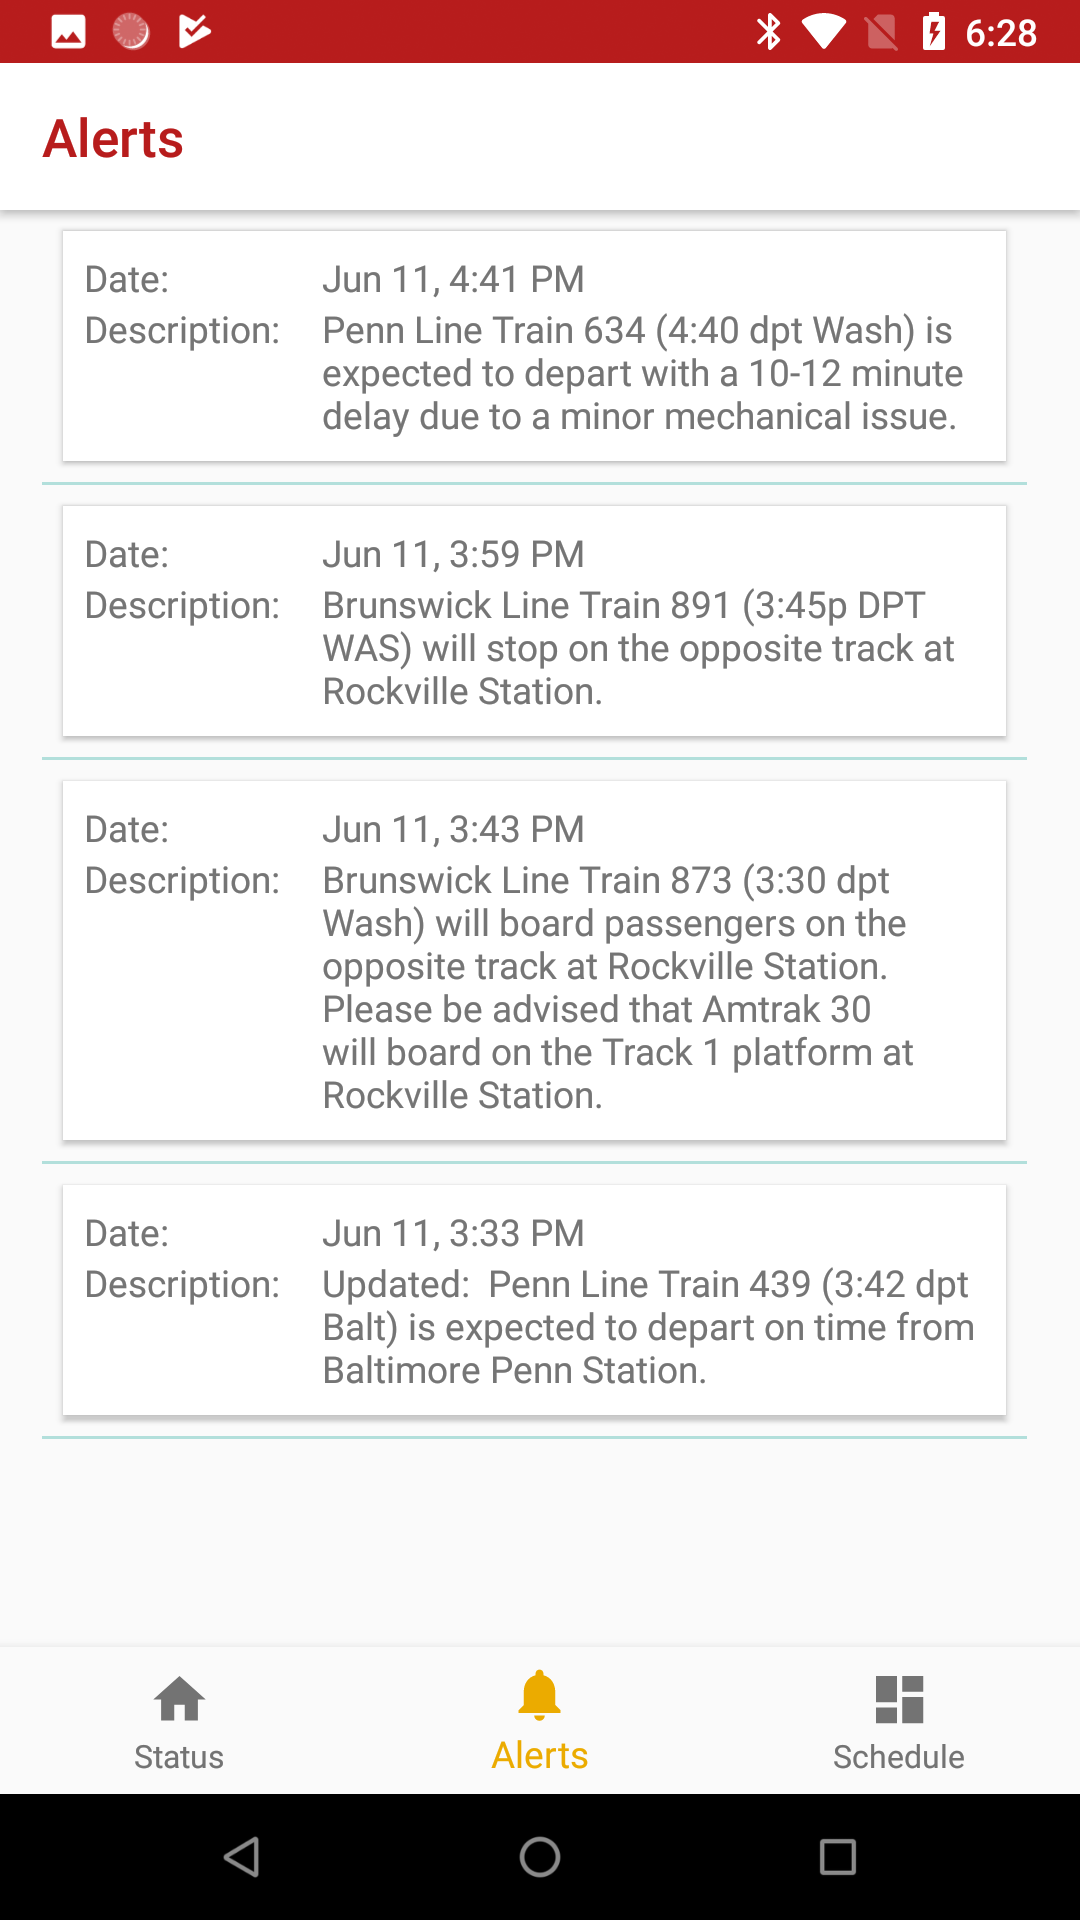 6:28
Alerts
Date: Jun 11, 4:41 PM
Description: Penn Line Train 634 (4:40 dpt Wash) is
expected to depart with a 10-12 minute
delay due to a minor mechanical issue.
Date: Jun 11, 3:59 PM
Description: Brunswick Line Train 891 (3:45p DPT
WAS) will stop on the opposite track at
Rockville Station.
Date: Jun 11, 3:43 PM
Description: Brunswick Line Train 873 (3:30 dpt
Wash) will board passengers on the
opposite track at Rockville Station.
Please be advised that Amtrak 30
will board on the Track 1 platform at
Rockville Station.
Date: Jun 11, 3:33 PM
Description: Updated:  Penn Line Train 439 (3:42 dpt
Balt) is expected to depart on time from
Baltimore Penn Station.
Status Alerts Schedule